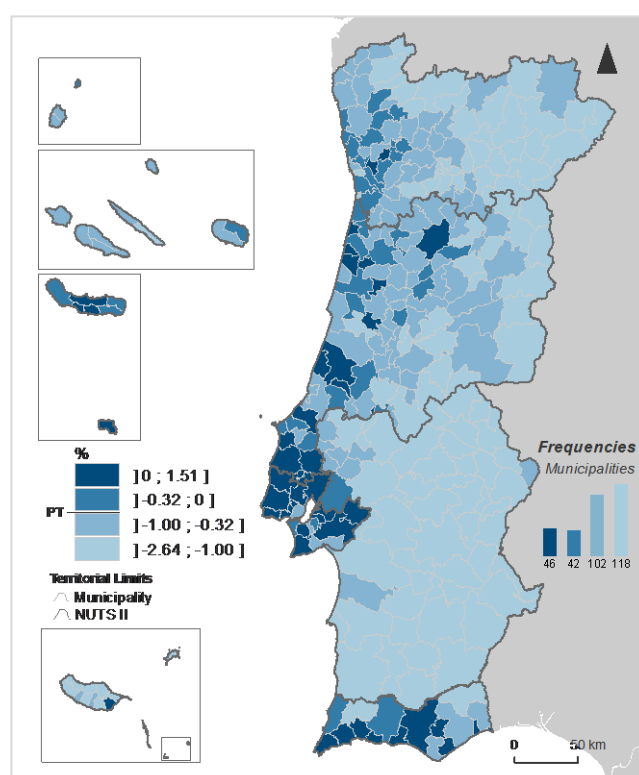 %
] 0 ; 1.51 ]
] -0.32 ; 0 ]
PT
] -1.00 ; -0.32 ]
] -2.64 ; -1.00 ]
Territorial Limits
Municipality
NUTS II
Frequencies
Municipalities
46 42 102 118
0 50 km